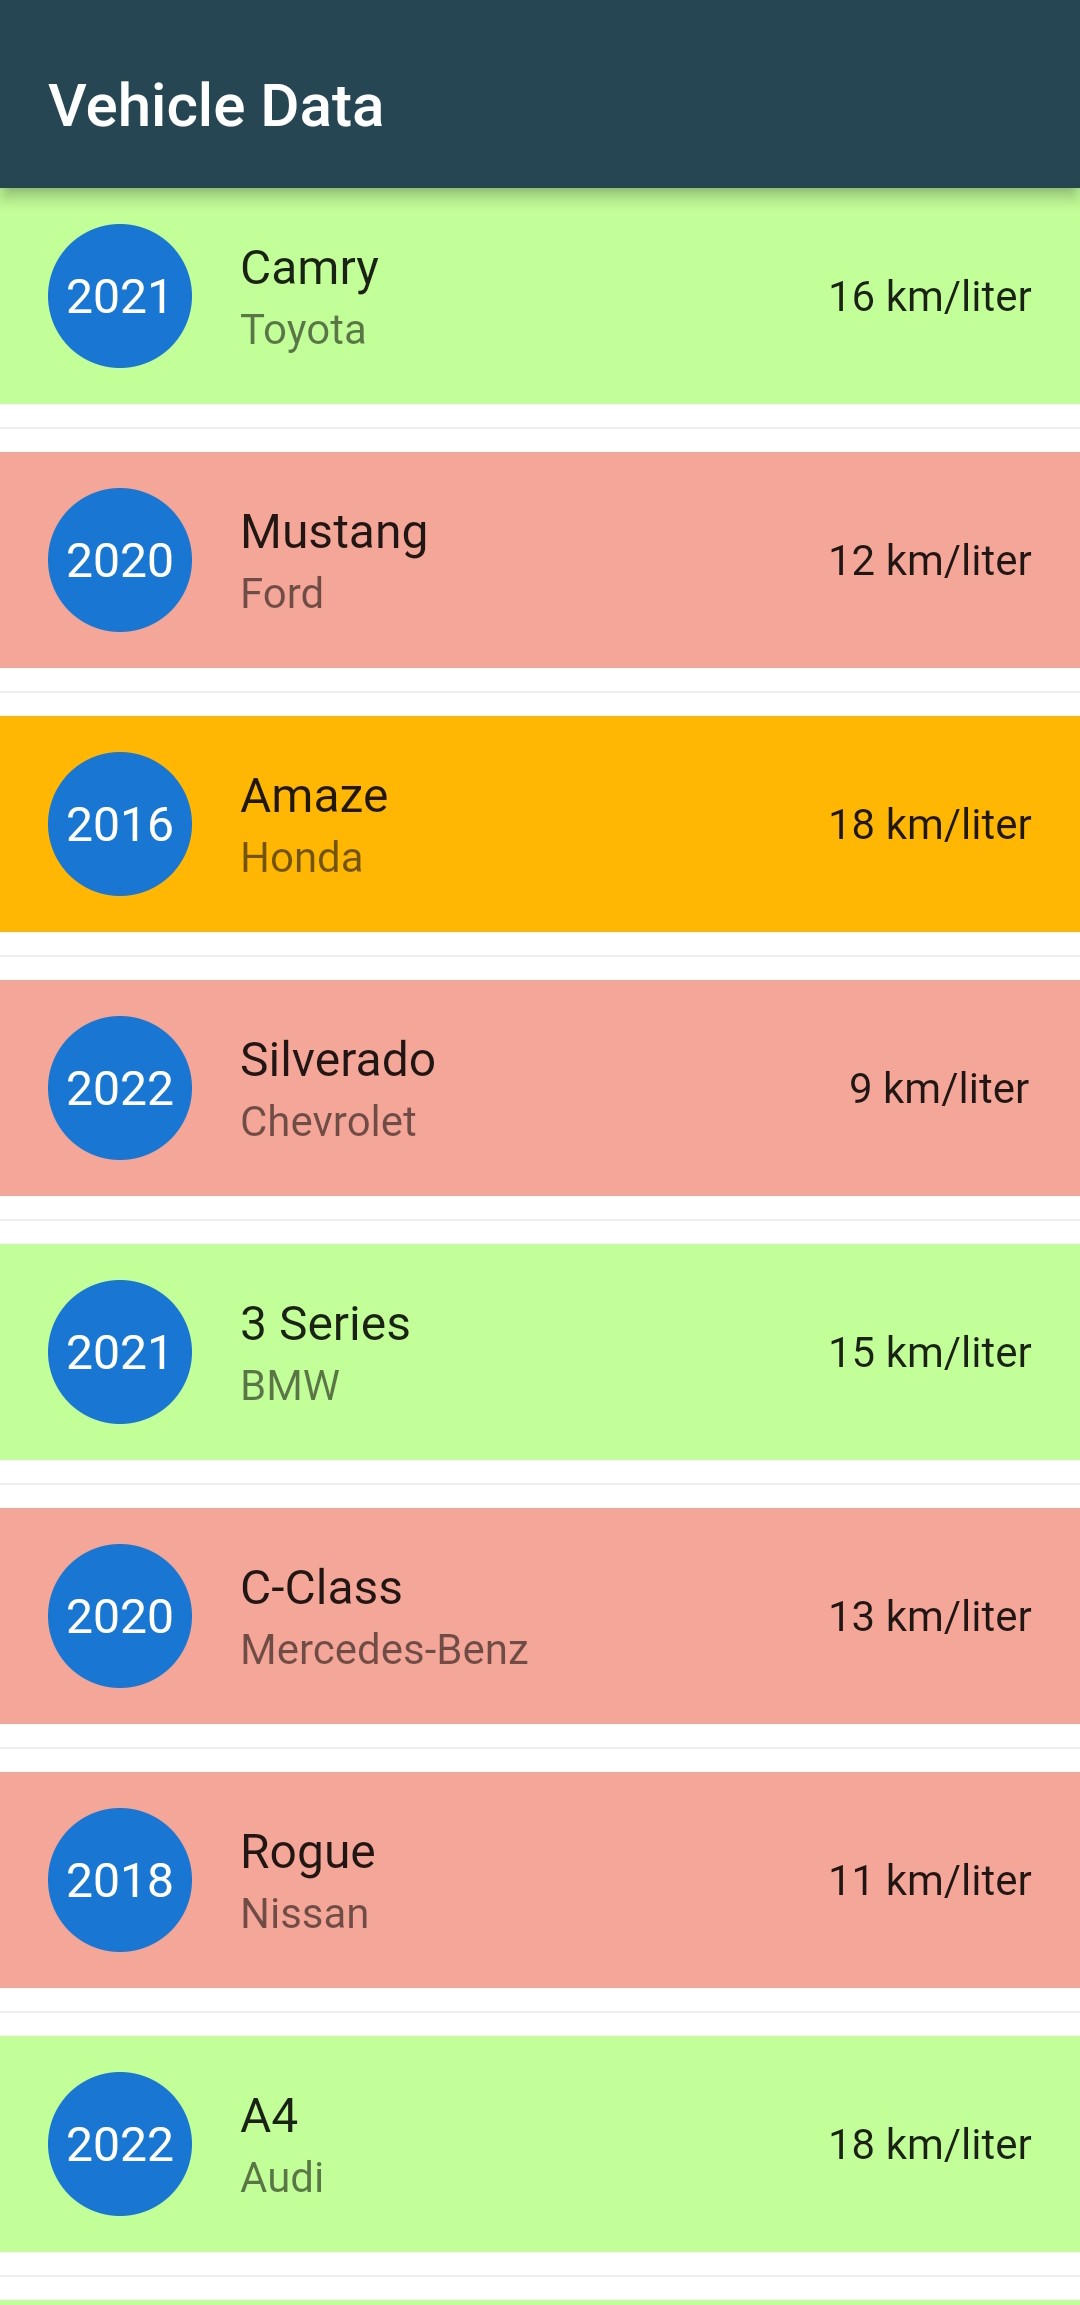 Vehicle Data
2021
Camry
Toyota
16 km/liter
2020
Mustang
Ford
12 km/liter
2016
Amaze
Honda
18 km/liter
2022
Silverado
Chevrolet
9 km/liter
2021
3 Series
BMW
15 km/liter
2020
C-Class
Mercedes-Benz
13 km/liter
2018
Rogue
Nissan
11 km/liter
2022
A4
Audi
18 km/liter